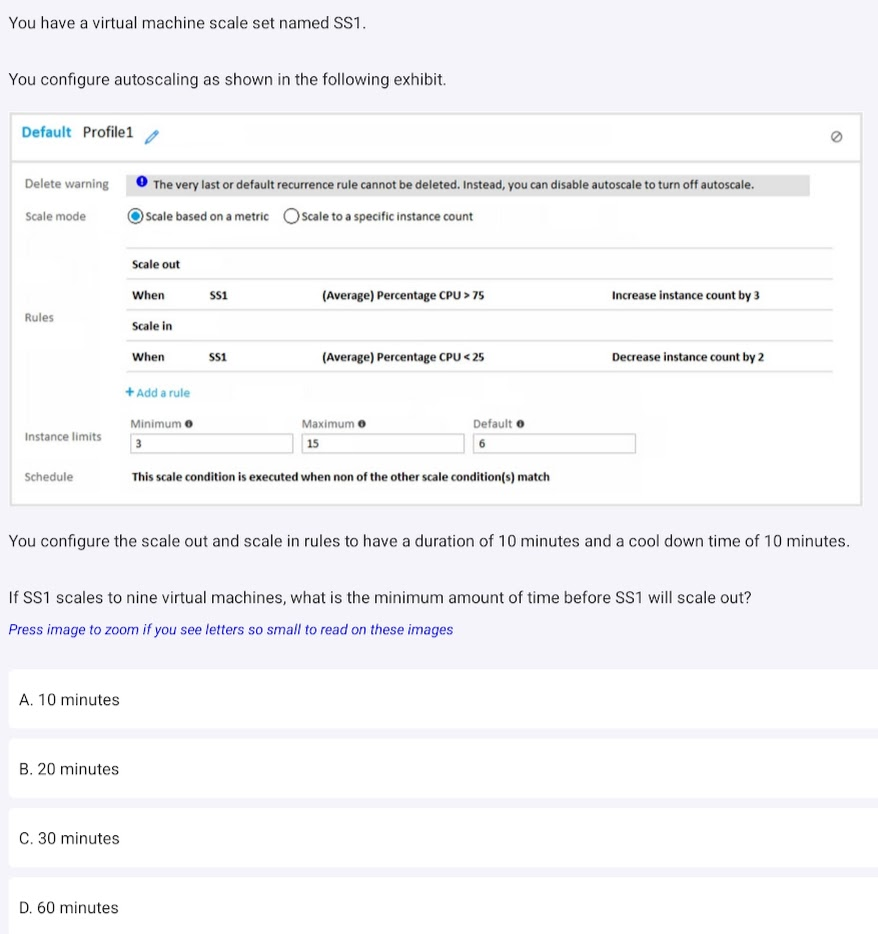 You have a virtual machine scale set named SS1.
You configure autoscaling as shown in the following exhibit.
Default Profile1
Delete warning
The very last or default recurrence rule cannot be deleted. Instead, you can disable autoscale to turn off autoscale.
Scale mode
Scale based on a metric Scale to a specific instance count
Scale out
When SS1 (Average) Percentage CPU > 75 Increase instance count by 3
Rules
Scale in
When SS1 (Average) Percentage CPU < 25 Decrease instance count by 2
+ Add a rule
Minimum Maximum Default
Instance limits
3 15 6
Schedule This scale condition is executed when non of the other scale condition(s) match
You configure the scale out and scale in rules to have a duration of 10 minutes and a cool down time of 10 minutes.
If SS1 scales to nine virtual machines, what is the minimum amount of time before SS1 will scale out?
Press image to zoom if you see letters so small to read on these images
A. 10 minutes
B. 20 minutes
C. 30 minutes
D. 60 minutes